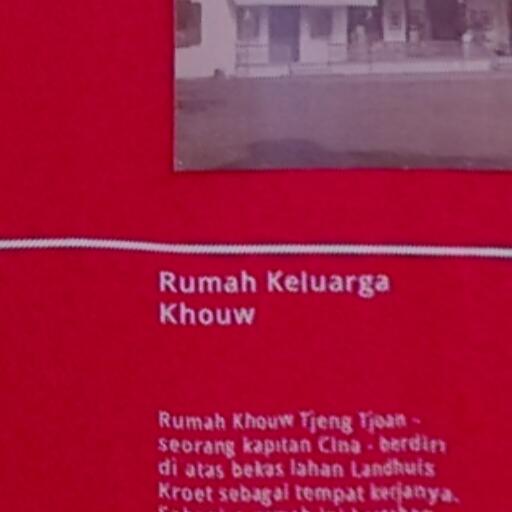 Rumah Keluarga
Khouw
Rumah Khouw Tjeng Tjoan -
seorang kapitan Cina - berdiri
di atas bekas lahan Landhuis
Kroet sebagai tempat kerjanya.